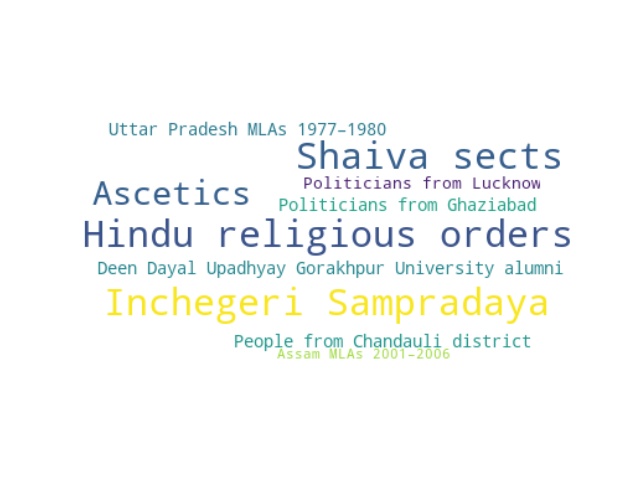 Uttar Pradesh MLAs 1977–1980
Shaiva sects
Politicians from Lucknow
Ascetics
Politicians from Ghaziabad
Hindu religious orders
Deen Dayal Upadhyay Gorakhpur University alumni
Inchegeri Sampradaya
People from Chandauli district
Assam MLAs 2001–2006